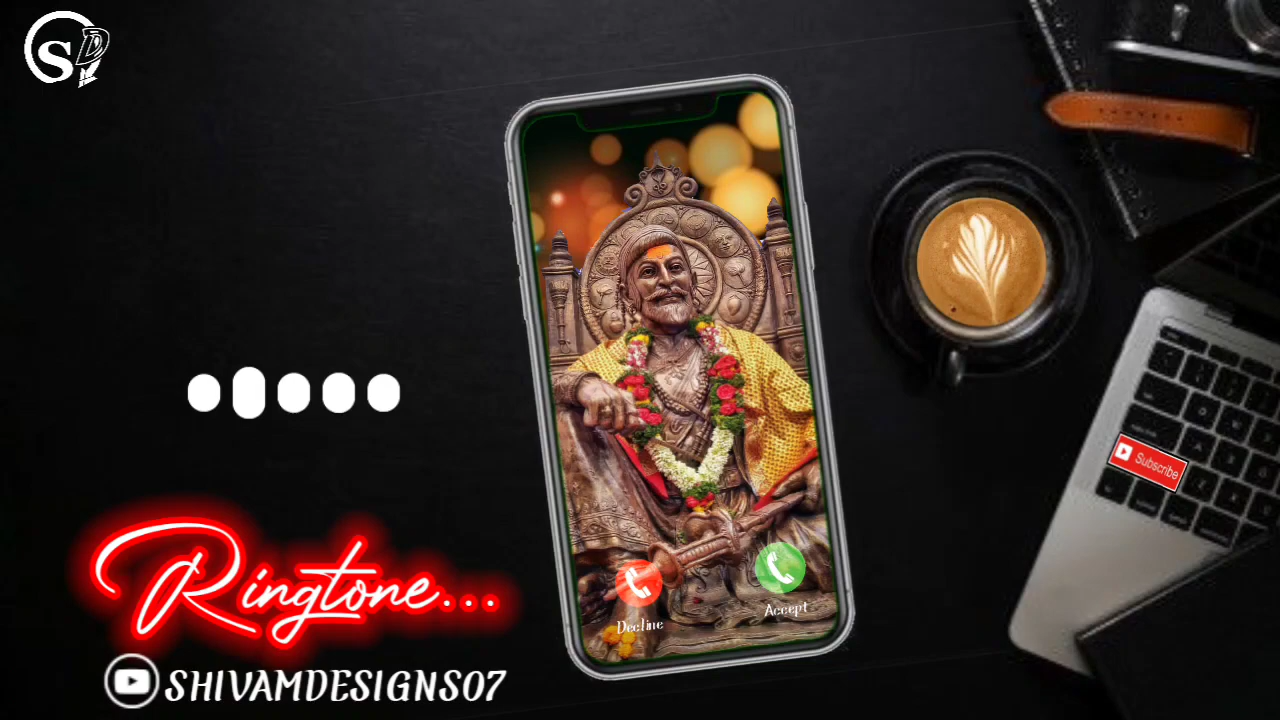 SD
Subscribe
Decline
Accept
Ringtone...
SHIVAMDESIGNS07